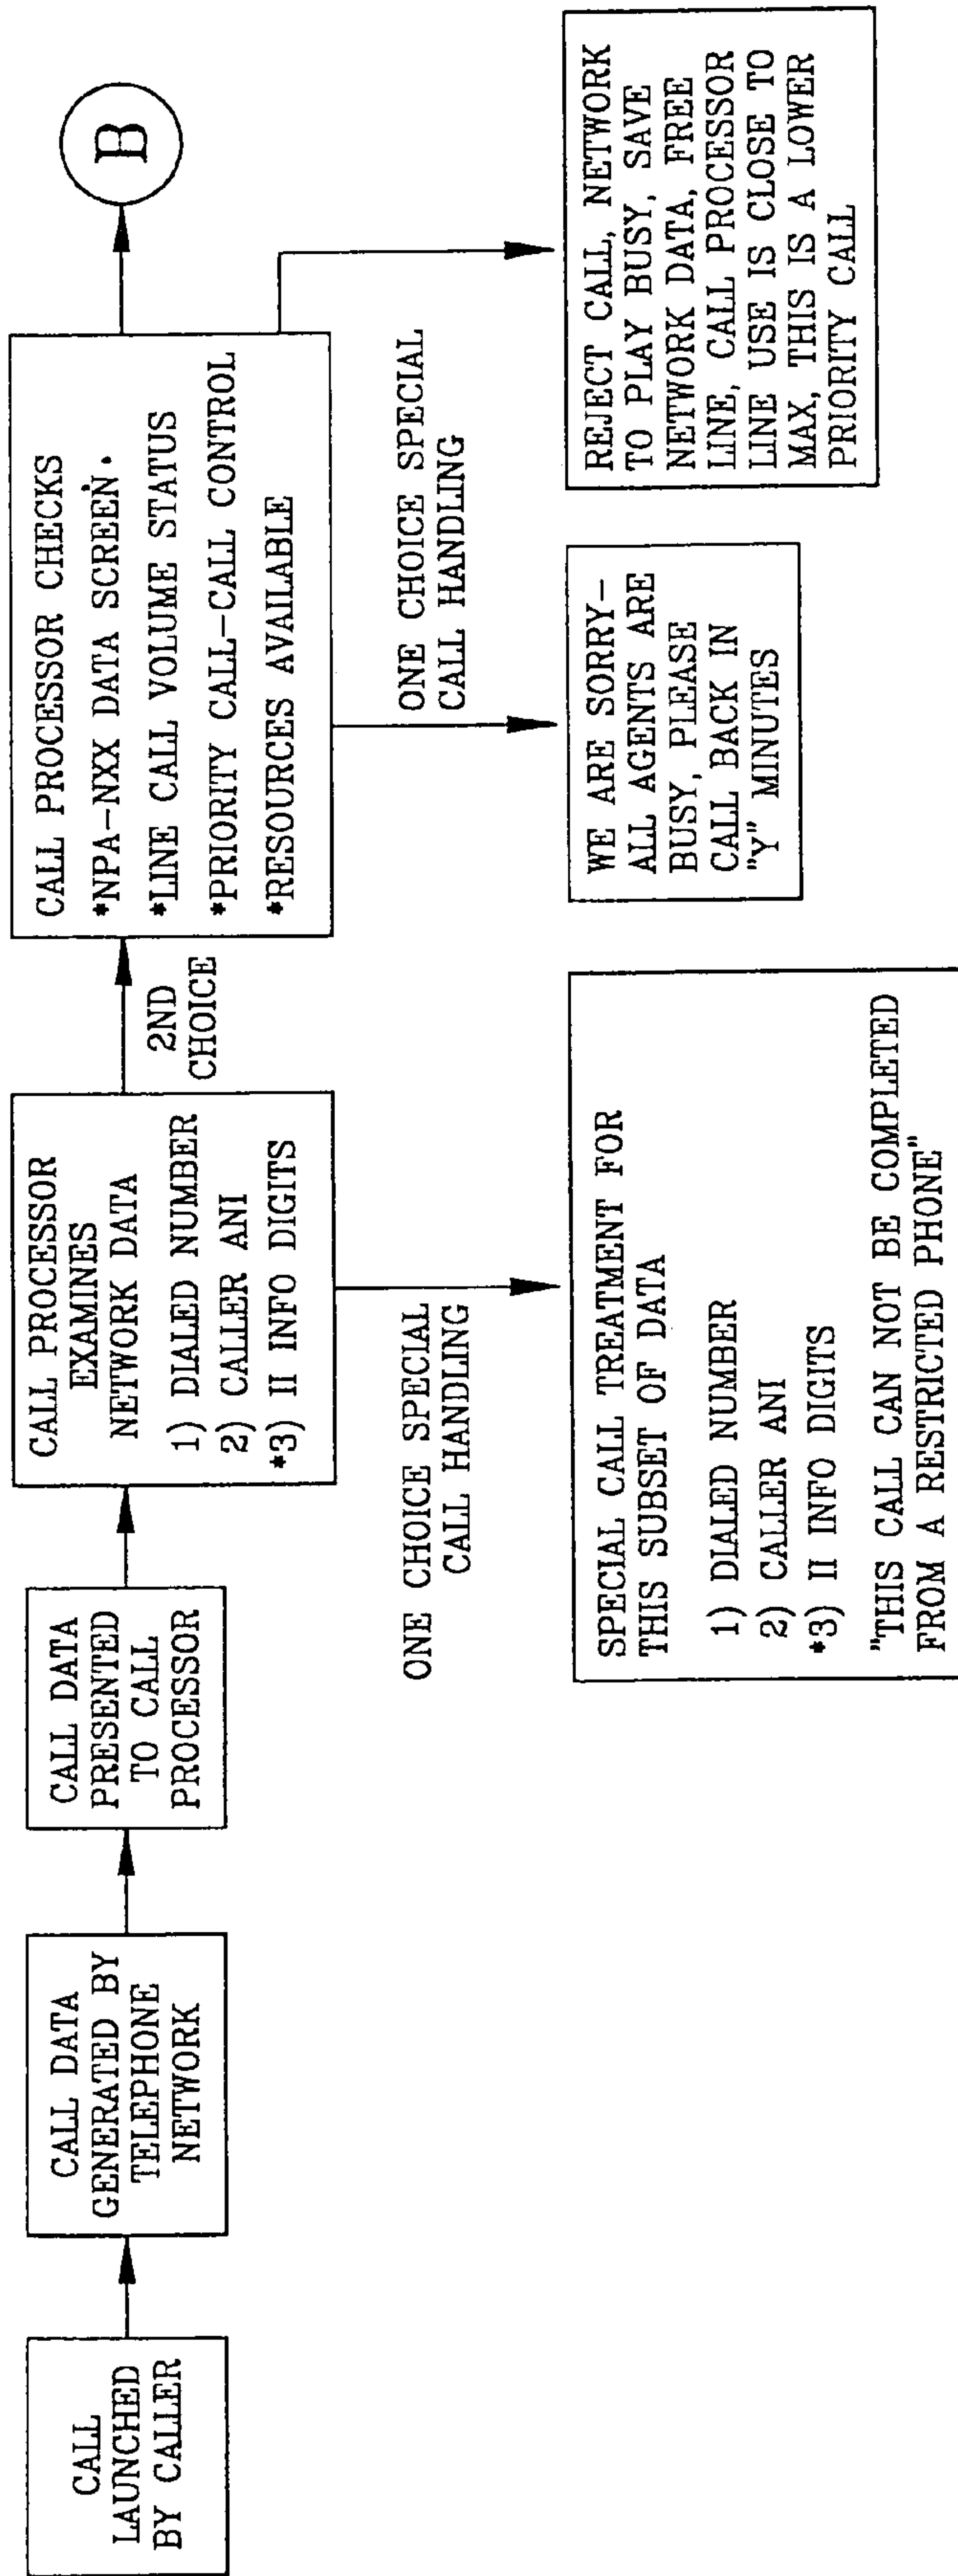 CALL
LAUNCHED
BY CALLER
CALL DATA
GENERATED BY
TELEPHONE
NETWORK
CALL DATA
PRESENTED
TO CALL
PROCESSOR
CALL PROCESSOR
EXAMINES
NETWORK DATA
1) DIALED NUMBER
2) CALLER ANI
*3) II INFO DIGITS
ONE CHOICE SPECIAL
CALL HANDLING
SPECIAL CALL TREATMENT FOR
THIS SUBSET OF DATA
1) DIALED NUMBER
2) CALLER ANI
*3) II INFO DIGITS
"THIS CALL CAN NOT BE COMPLETED
FROM A RESTRICTED PHONE"
2ND
CHOICE
CALL PROCESSOR CHECKS
*NPA-NXX DATA SCREEN.
*LINE CALL VOLUME STATUS
*PRIORITY CALL-CALL CONTROL
*RESOURCES AVAILABLE
ONE CHOICE SPECIAL
CALL HANDLING
WE ARE SORRY-
ALL AGENTS ARE
BUSY, PLEASE
CALL BACK IN
"Y" MINUTES
REJECT CALL, NETWORK
TO PLAY BUSY, SAVE
NETWORK DATA, FREE
LINE, CALL PROCESSOR
LINE USE IS CLOSE TO
MAX, THIS IS A LOWER
PRIORITY CALL
B